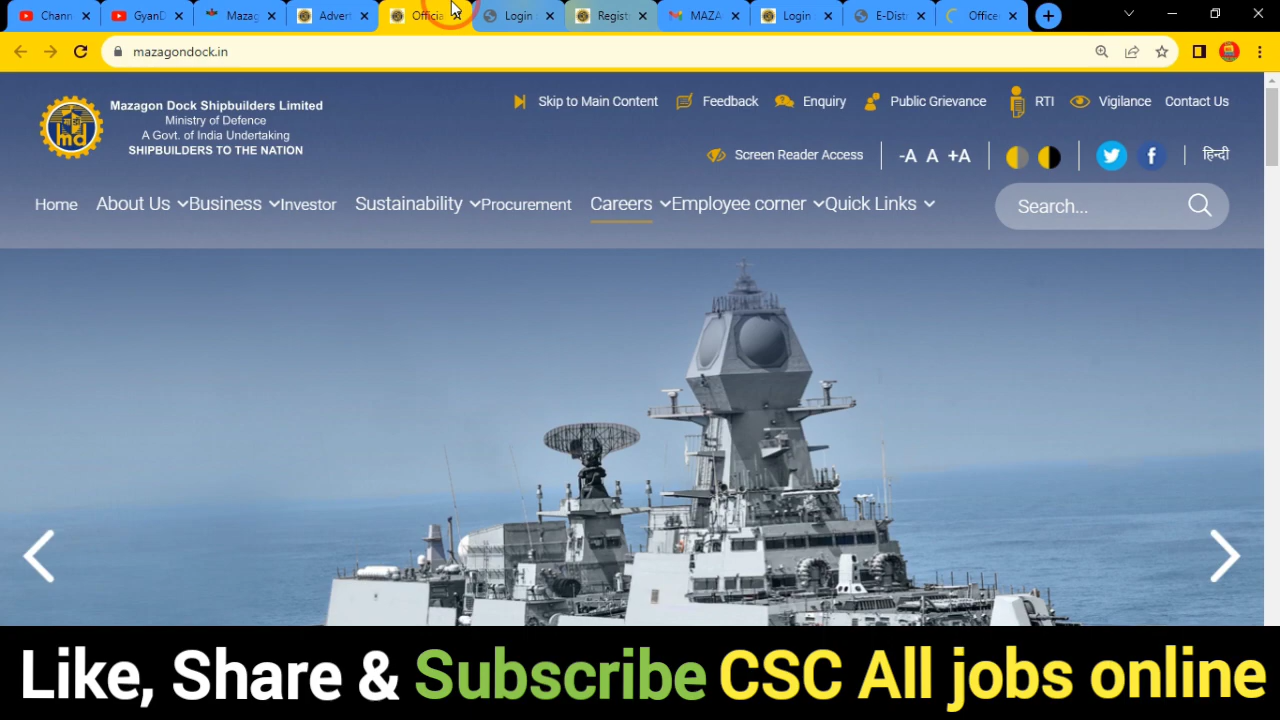 Chann
GyanD
Mazag
Advert
Officia
Login
Registr
MAZA
Login
E-Dist
Office
mazagondock.in
Mazagon Dock Shipbuilders Limited
Ministry of Defence
A Govt. of India Undertaking
SHIPBUILDERS TO THE NATION
Skip to Main Content
Feedback
Enquiry
Public Grievance
RTI
Vigilance
Contact Us
Screen Reader Access
-A A +A
हिन्दी
Home
About Us
Business
Investor
Sustainability
Procurement
Careers
Employee corner
Quick Links
Search...
Like, Share & Subscribe CSC All jobs online